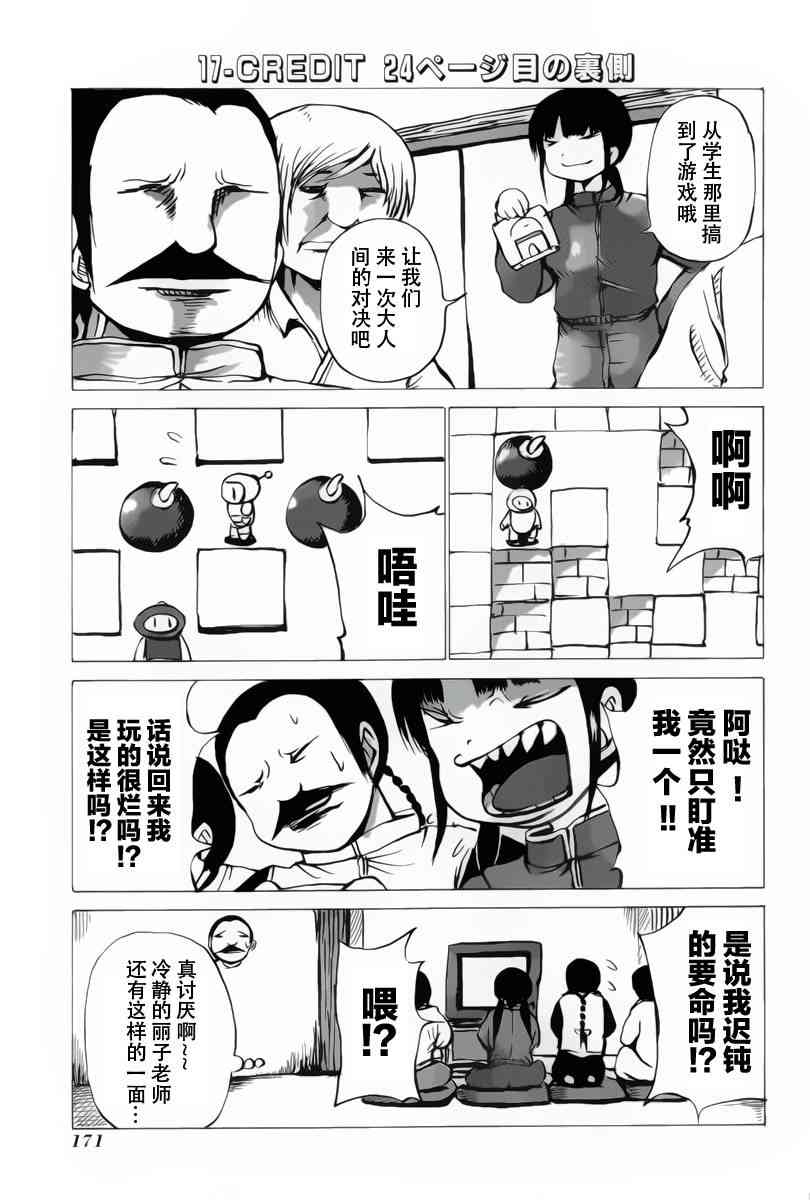 17-CREDIT 24ページ目の裏側
从学生那里搞
到了游戏哦
让我们
来一次大人
间的对决吧
啊啊
唔哇
阿哒！
竟然只盯准
我一个!!
话说回来我
玩的很烂吗!?
是这样吗!?
是说我迟钝
的要命吗!?
喂!?
真讨厌啊~
冷静的丽子老师
还有这样的一面…
171